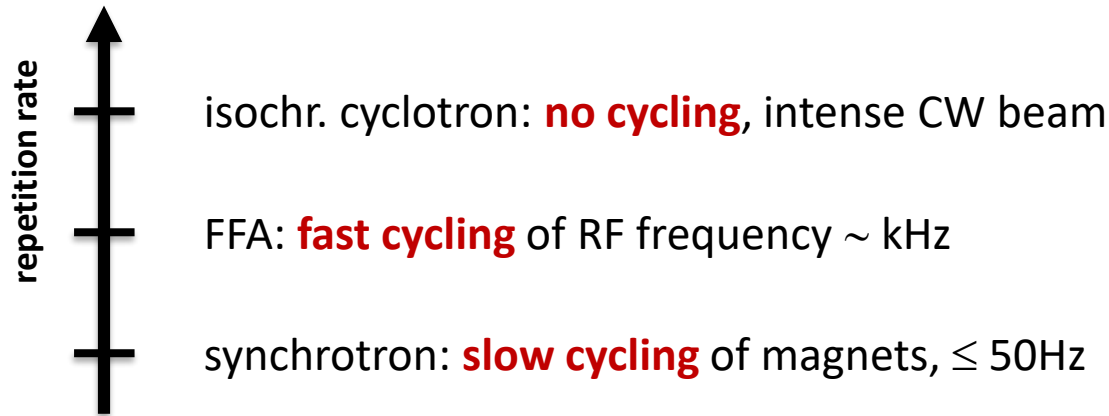 repetition rate
isochr. cyclotron: no cycling, intense CW beam
FFA: fast cycling of RF frequency ~ kHz
synchrotron: slow cycling of magnets, ≤ 50Hz